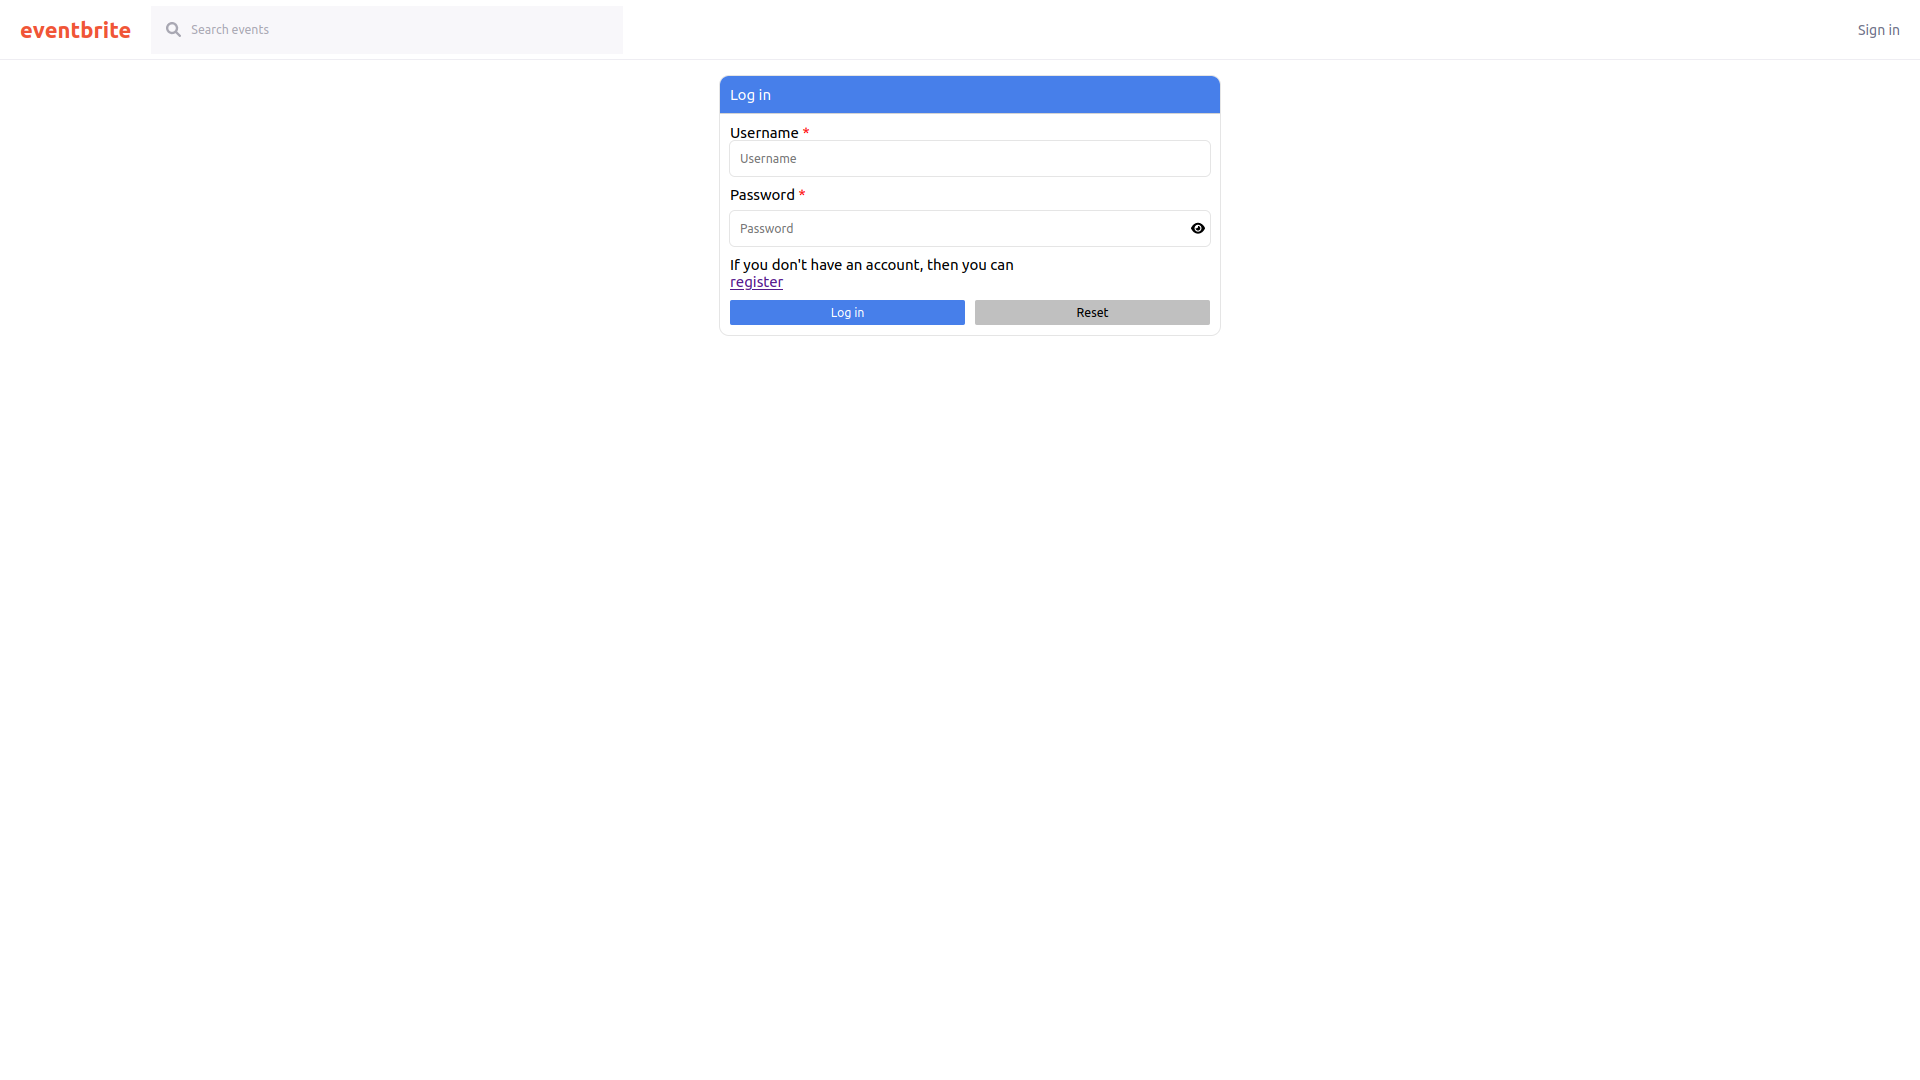 eventbrite
Search events
Sign in
Log in
Username *
Username
Password *
Password
If you don't have an account, then you can
register
Log in
Reset